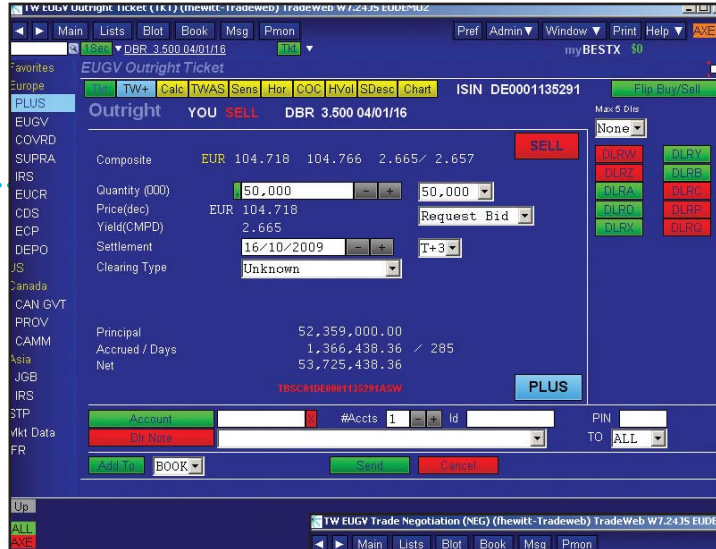 TW EUGV Outright Ticket (TKT) (fhewitt-Tradeweb) TradeWeb W7.24JS EUDEM02
Main Lists Blot Book Msg Pmon Pref Admin Window Print Help AXE
1Sec DBR 3.500 04/01/16 Tkt myBESTX $0
Favorites
Europe
PLUS
EUGV
COVRD
SUPRA
IRS
EUCR
CDS
ECP
DEPO
US
Canada
CAN GVT
PROV
CAMM
Asia
JGB
IRS
STP
Mkt Data
FR
EUGV Outright Ticket
Tkt TW+ Calc TWAS Sens Hor COC HVol SDesc Chart ISIN DE0001135291 Flip Buy/Sell
Outright YOU SELL DBR 3.500 04/01/16
Max 5 Dlrs
None
SELL
Composite EUR 104.718 104.766 2.665/ 2.657
Quantity (000) 50,000 - + 50,000
Price(dec) EUR 104.718 Request Bid
Yield(CMPD) 2.665
Settlement 16/10/2009 - + T+3
Clearing Type Unknown
DLRW DLRY
DLRZ DLRB
DLRA DLRC
DLRD DLRP
DLRX DLRQ
Principal 52,359,000.00
Accrued / Days 1,366,438.36 / 285
Net 53,725,438.36
TBSC01DE0001135291ASW PLUS
Account X #Accts 1 - + Id PIN
Dlr Note TO ALL
Add To BOOK Send Cancel
Up
ALL
AXE
TW EUGV Trade Negotiation (NEG) (fhewitt-Tradeweb) TradeWeb W7.24JS EUDE
Main Lists Blot Book Msg Pmon